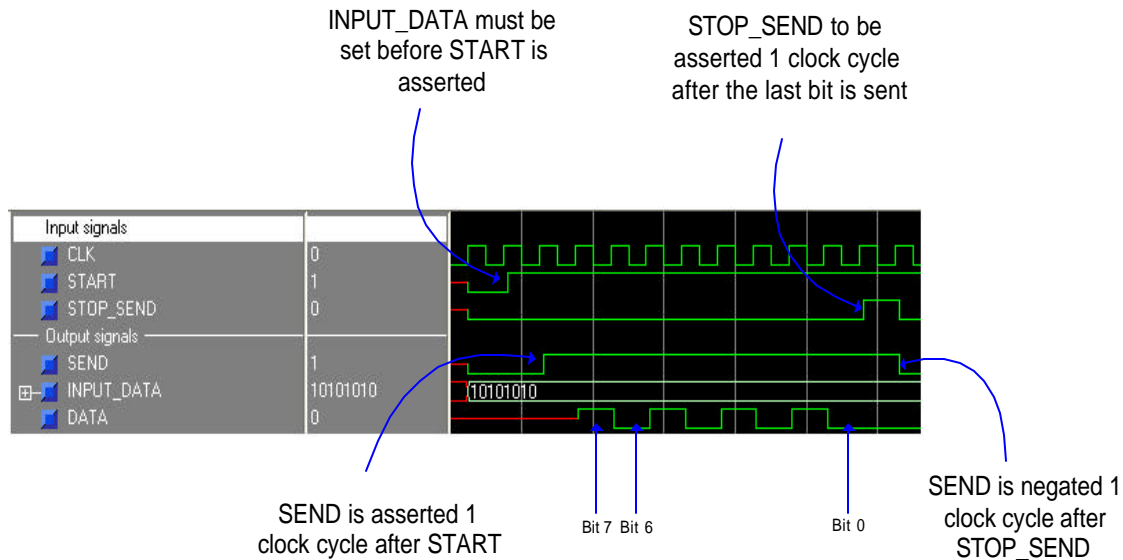 INPUT_DATA must be
set before START is
asserted
STOP_SEND to be
asserted 1 clock cycle
after the last bit is sent
Input signals
CLK 0
START 1
STOP_SEND 0
Output signals
SEND 1
INPUT_DATA 10101010 10101010
DATA 0
SEND is asserted 1
clock cycle after START
Bit 7 Bit 6
Bit 0
SEND is negated 1
clock cycle after
STOP_SEND